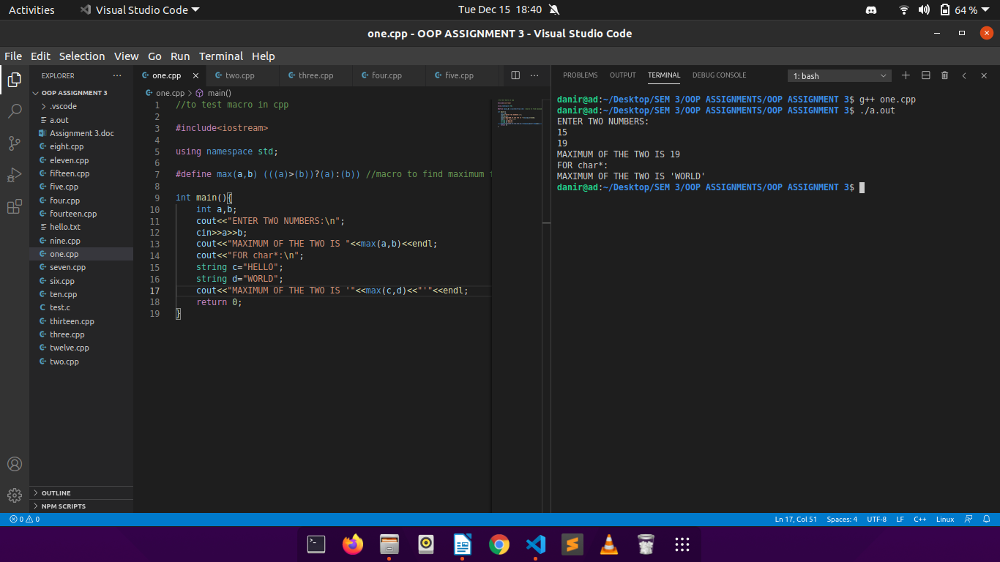 Activities
Visual Studio Code
Tue Dec 15 18:40
64 %
one.cpp - OOP ASSIGNMENT 3 - Visual Studio Code
File Edit Selection View Go Run Terminal Help
EXPLORER
OOP ASSIGNMENT 3
.vscode
a.out
Assignment 3.doc
eight.cpp
eleven.cpp
fifteen.cpp
five.cpp
four.cpp
fourteen.cpp
hello.txt
nine.cpp
one.cpp
seven.cpp
six.cpp
ten.cpp
test.c
thirteen.cpp
three.cpp
twelve.cpp
two.cpp
OUTLINE
NPM SCRIPTS
one.cpp two.cpp three.cpp four.cpp five.cpp
one.cpp > main()
1 //to test macro in cpp
2
3 #include<iostream>
4
5 using namespace std;
6
7 #define max(a,b) (((a)>(b))?(a):(b)) //macro to find maximum
8
9 int main(){
10 int a,b;
11 cout<<"ENTER TWO NUMBERS:\n";
12 cin>>a>>b;
13 cout<<"MAXIMUM OF THE TWO IS "<<max(a,b)<<endl;
14 cout<<"FOR char*:\n";
15 string c="HELLO";
16 string d="WORLD";
17 cout<<"MAXIMUM OF THE TWO IS '"<<max(c,d)<<"'"<<endl;
18 return 0;
19 }
PROBLEMS OUTPUT TERMINAL DEBUG CONSOLE
1: bash
danir@ad:~/Desktop/SEM 3/OOP ASSIGNMENTS/OOP ASSIGNMENT 3$ g++ one.cpp
danir@ad:~/Desktop/SEM 3/OOP ASSIGNMENTS/OOP ASSIGNMENT 3$ ./a.out
ENTER TWO NUMBERS:
15
19
MAXIMUM OF THE TWO IS 19
FOR char*:
MAXIMUM OF THE TWO IS 'WORLD'
danir@ad:~/Desktop/SEM 3/OOP ASSIGNMENTS/OOP ASSIGNMENT 3$
0 0
Ln 17, Col 51 Spaces: 4 UTF-8 LF C++ Linux